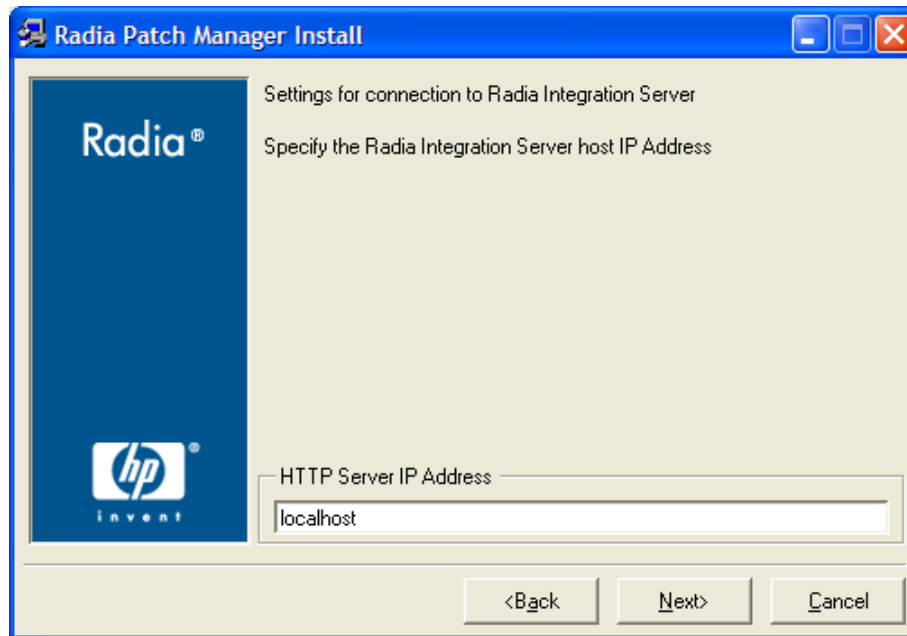 Radia Patch Manager Install
Radia®
Settings for connection to Radia Integration Server
Specify the Radia Integration Server host IP Address
hp®
invent
HTTP Server IP Address
localhost
<Back
Next>
Cancel